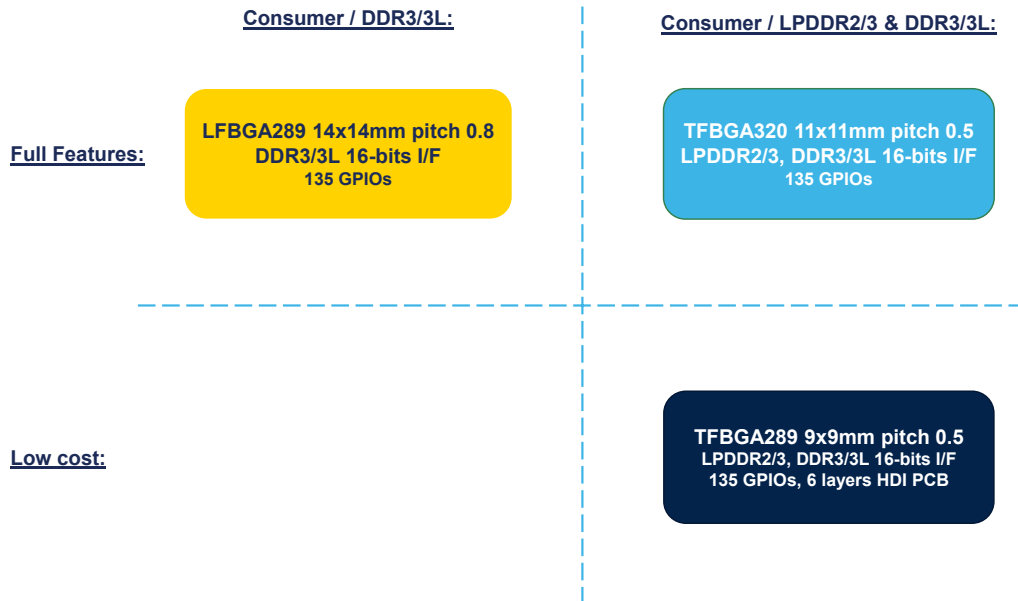 Consumer / DDR3/3L:
Consumer / LPDDR2/3 & DDR3/3L:
Full Features:
LFBGA289 14x14mm pitch 0.8
DDR3/3L 16-bits I/F
135 GPIOs
TFBGA320 11x11mm pitch 0.5
LPDDR2/3, DDR3/3L 16-bits I/F
135 GPIOs
Low cost:
TFBGA289 9x9mm pitch 0.5
LPDDR2/3, DDR3/3L 16-bits I/F
135 GPIOs, 6 layers HDI PCB